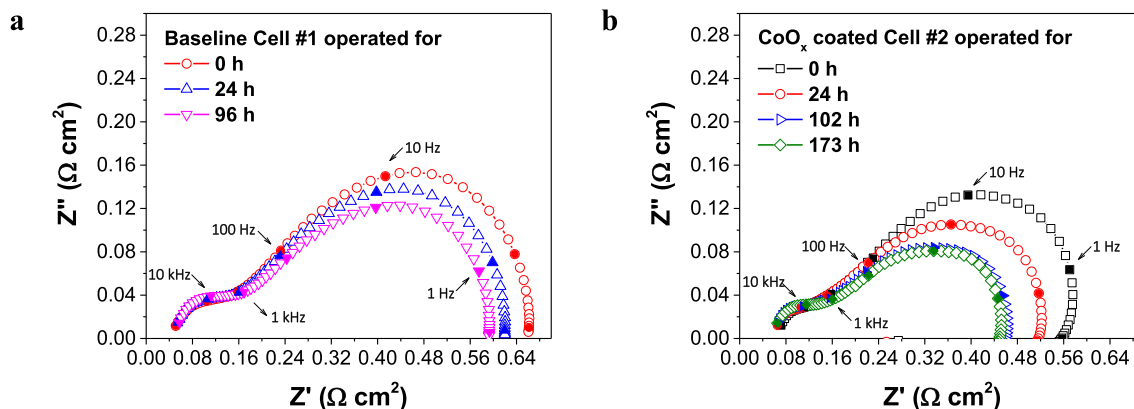 a
Baseline Cell #1 operated for
0 h
24 h
96 h
10 Hz
100 Hz
10 kHz
1 Hz
1 kHz
0.28
0.24
0.20
0.16
0.12
0.08
0.04
0.00
Z" (Ω cm²)
0.00 0.08 0.16 0.24 0.32 0.40 0.48 0.56 0.64
Z' (Ω cm²)
b
CoOₓ coated Cell #2 operated for
0 h
24 h
102 h
173 h
10 Hz
100 Hz
1 Hz
10 kHz
1 kHz
0.28
0.24
0.20
0.16
0.12
0.08
0.04
0.00
Z" (Ω cm²)
0.00 0.08 0.16 0.24 0.32 0.40 0.48 0.56 0.64
Z' (Ω cm²)